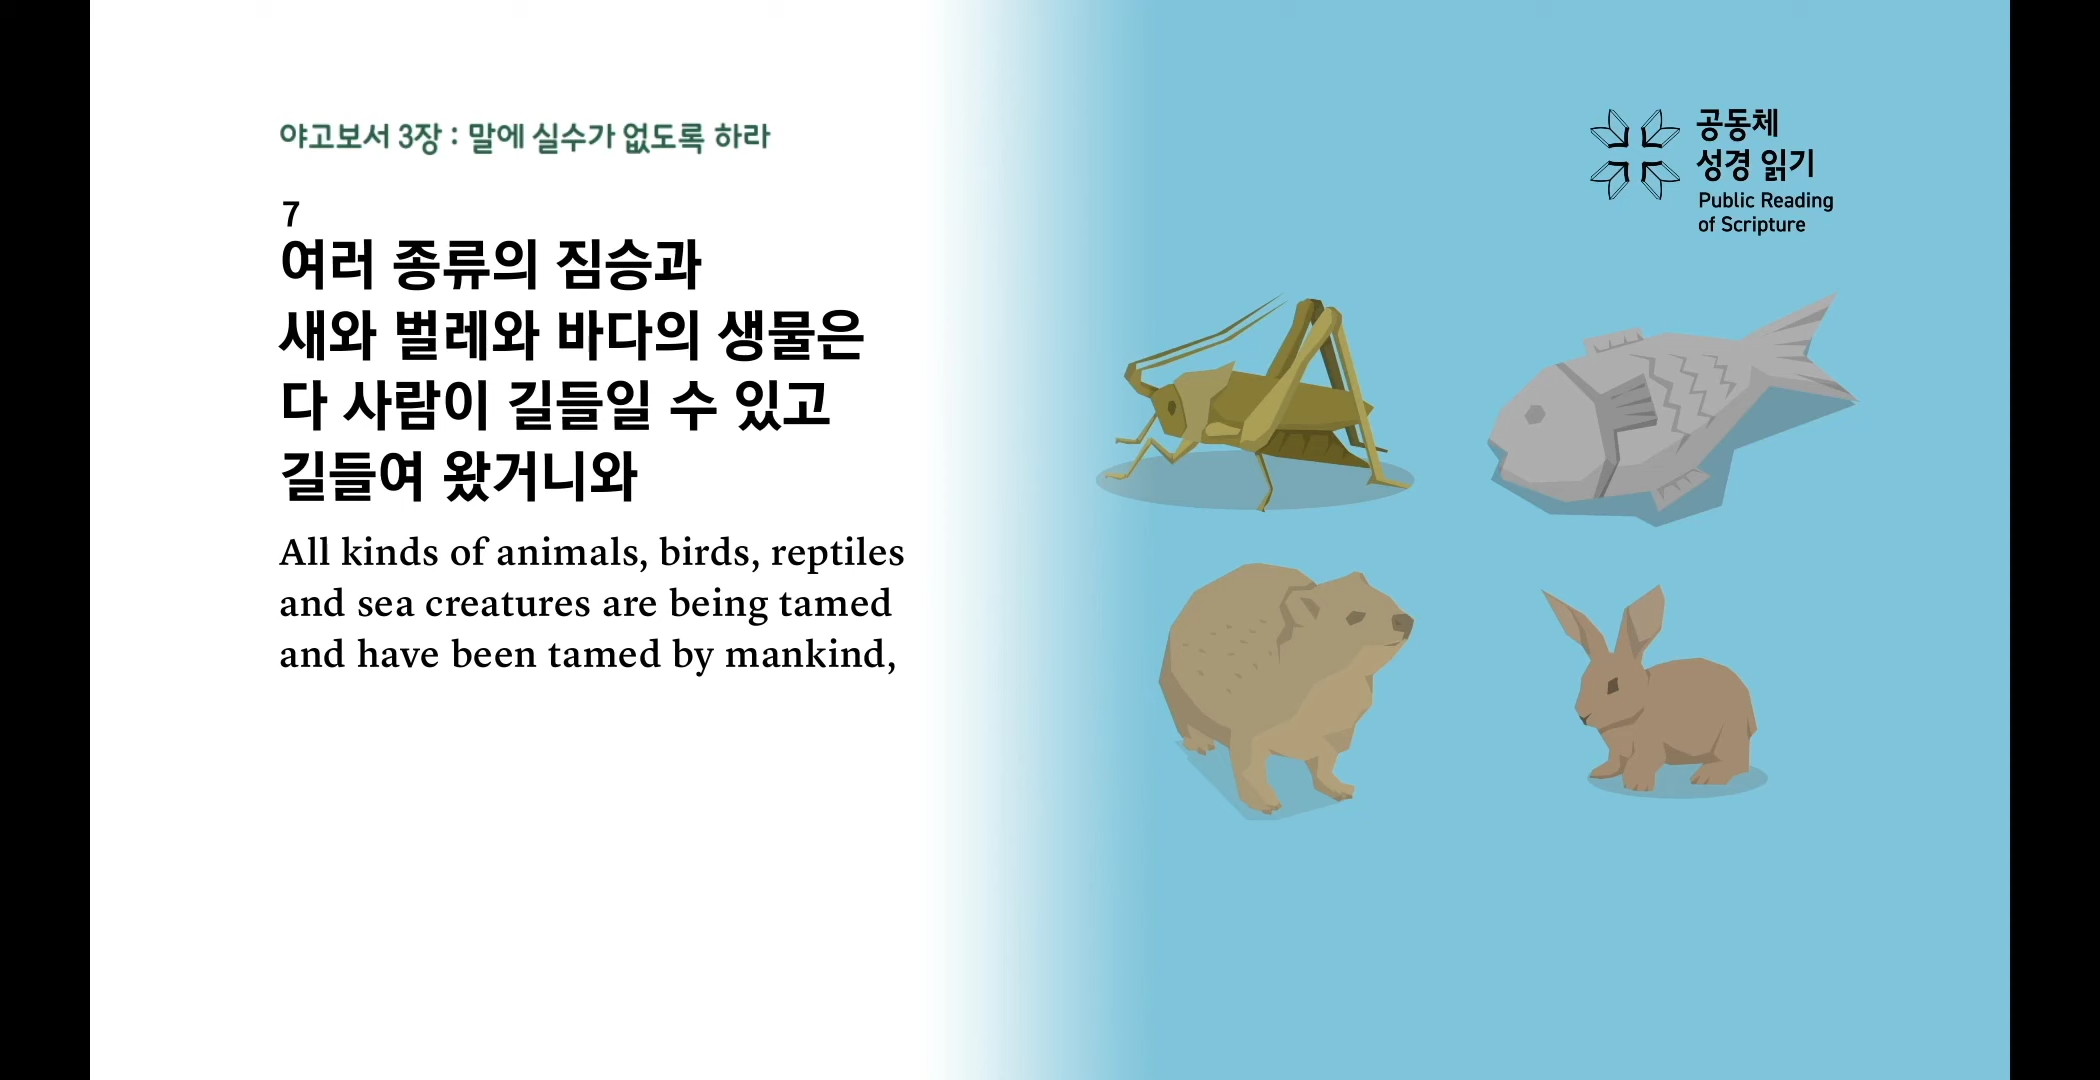 야고보서 3장 : 말에 실수가 없도록 하라
7
여러 종류의 짐승과
새와 벌레와 바다의 생물은
다 사람이 길들일 수 있고
길들여 왔거니와
All kinds of animals, birds, reptiles
and sea creatures are being tamed
and have been tamed by mankind,
공동체
성경 읽기
Public Reading
of Scripture